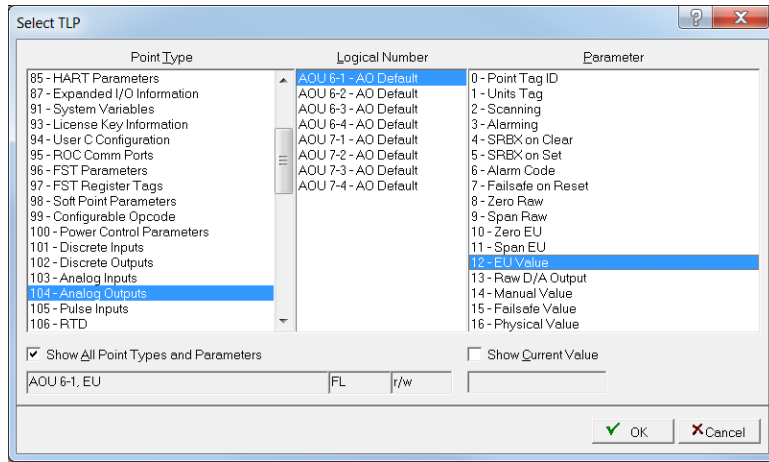 Select TLP
Point Type
Logical Number
Parameter
85 - HART Parameters
87 - Expanded I/O Information
91 - System Variables
93 - License Key Information
94 - User C Configuration
95 - ROC Comm Ports
96 - FST Parameters
97 - FST Register Tags
98 - Soft Point Parameters
99 - Configurable Opcode
100 - Power Control Parameters
101 - Discrete Inputs
102 - Discrete Outputs
103 - Analog Inputs
104 - Analog Outputs
105 - Pulse Inputs
106 - RTD
AOU 6-1 - AO Default
AOU 6-2 - AO Default
AOU 6-3 - AO Default
AOU 6-4 - AO Default
AOU 7-1 - AO Default
AOU 7-2 - AO Default
AOU 7-3 - AO Default
AOU 7-4 - AO Default
0 - Point Tag ID
1 - Units Tag
2 - Scanning
3 - Alarming
4 - SRBX on Clear
5 - SRBX on Set
6 - Alarm Code
7 - Failsafe on Reset
8 - Zero Raw
9 - Span Raw
10 - Zero EU
11 - Span EU
12 - EU Value
13 - Raw D/A Output
14 - Manual Value
15 - Failsafe Value
16 - Physical Value
Show All Point Types and Parameters
Show Current Value
AOU 6-1, EU
FL
r/w
OK
Cancel